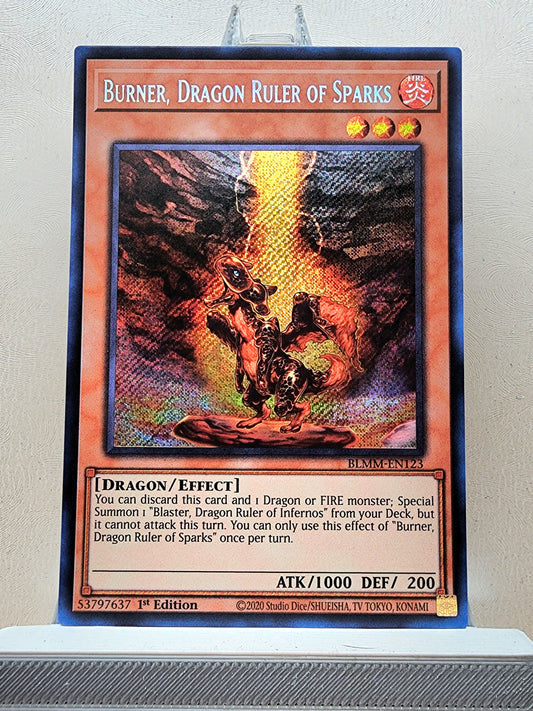 BURNER, DRAGON RULER OF SPARKS
FIRE
炎
BLMM-EN123
[DRAGON/EFFECT]
You can discard this card and 1 Dragon or FIRE monster; Special
Summon 1 "Blaster, Dragon Ruler of Infernos" from your Deck, but
it cannot attack this turn. You can only use this effect of "Burner,
Dragon Ruler of Sparks" once per turn.
ATK/1000 DEF/ 200
53797637 1st Edition ©2020 Studio Dice/SHUEISHA, TV TOKYO, KONAMI